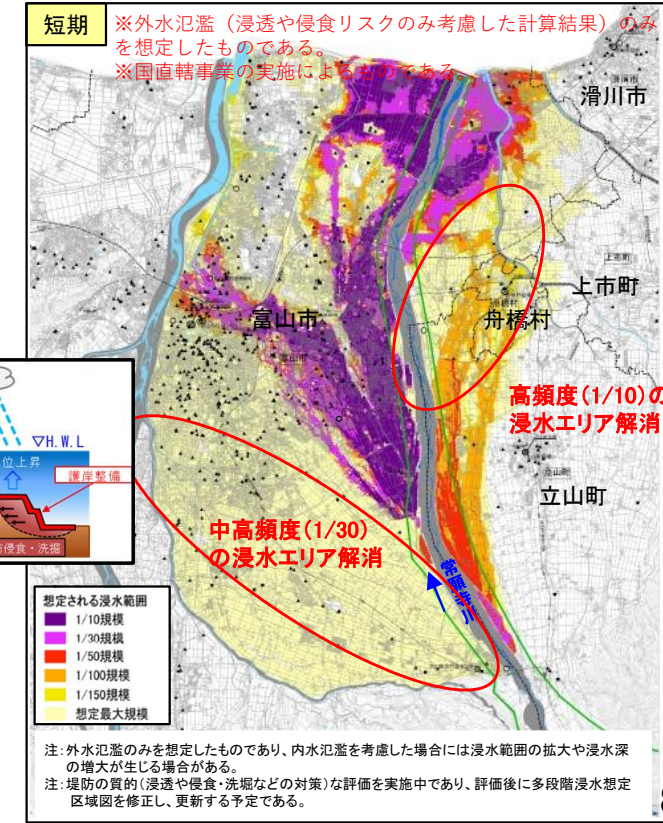 短期
※外水氾濫（浸透や侵食リスクのみ考慮した計算結果）のみ
を想定したものである。
※国直轄事業の実施によるものである。
滑川市
上市町
上市町
富山市
富山市
舟橋村
舟橋村
高頻度(1/10)の
浸水エリア解消
▽H.W.L
位上昇
護岸整備
侵食・洗掘
立山町
立山町
中高頻度(1/30)
の浸水エリア解消
常願寺川
想定される浸水範囲
1/10規模
1/30規模
1/50規模
1/100規模
1/150規模
想定最大規模
注：外水氾濫のみを想定したものであり、内水氾濫を考慮した場合には浸水範囲の拡大や浸水深
の増大が生じる場合がある。
注：堤防の質的(浸透や侵食・洗掘などの対策)な評価を実施中であり、評価後に多段階浸水想定
区域図を修正し、更新する予定である。